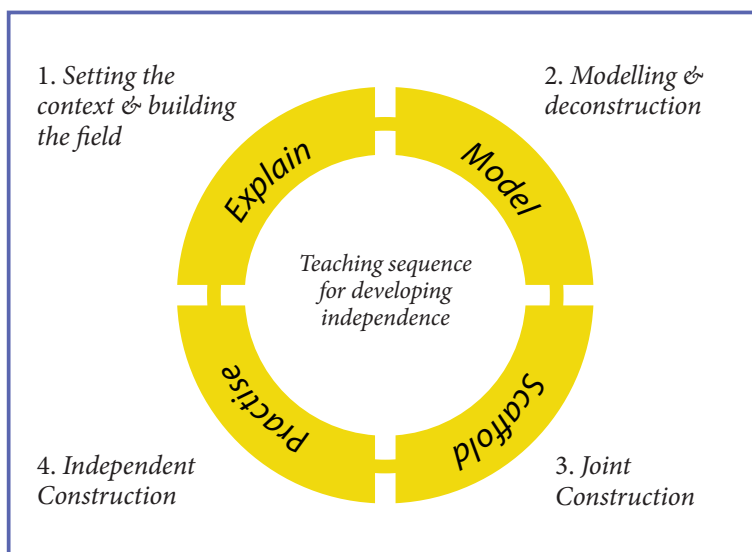 1. Setting the
context & building
the field
2. Modelling &
deconstruction
Explain
Model
Teaching sequence
for developing
independence
Practise
Scaffold
4. Independent
Construction
3. Joint
Construction